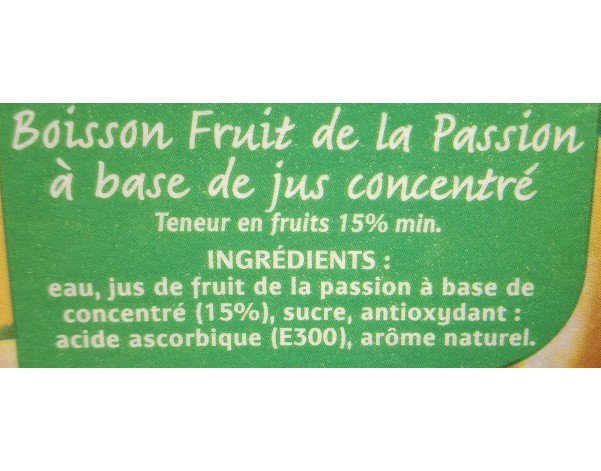 Boisson Fruit de la Passion
à base de jus concentré
Teneur en fruits 15% min.
INGRÉDIENTS :
eau, jus de fruit de la passion à base de
concentré (15%), sucre, antioxydant :
acide ascorbique (E300), arôme naturel.